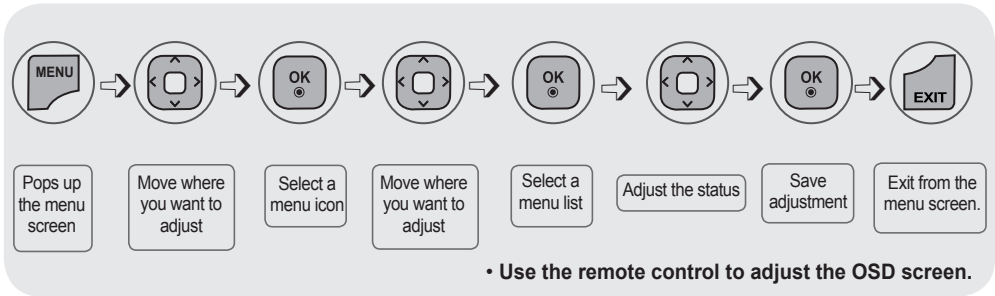 MENU
OK
OK
OK
EXIT
Pops up
the menu
screen
Move where
you want to
adjust
Select a
menu icon
Move where
you want to
adjust
Select a
menu list
Adjust the status
Save
adjustment
Exit from the
menu screen.
• Use the remote control to adjust the OSD screen.